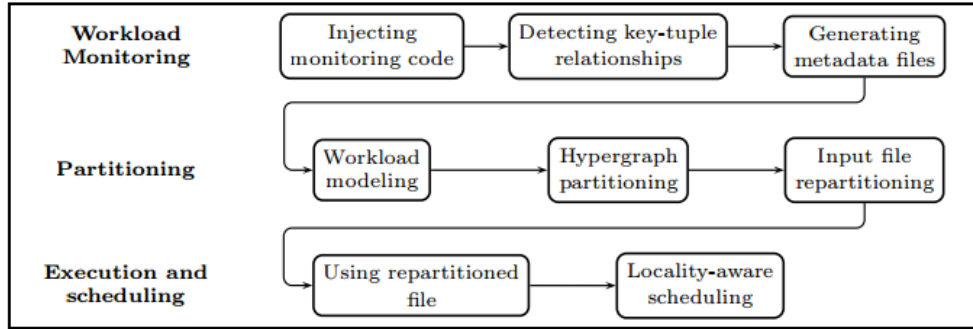 Workload
Monitoring
Injecting
monitoring code
Detecting key-tuple
relationships
Generating
metadata files
Partitioning
Workload
modeling
Hypergraph
partitioning
Input file
repartitioning
Execution and
scheduling
Using repartitioned
file
Locality-aware
scheduling